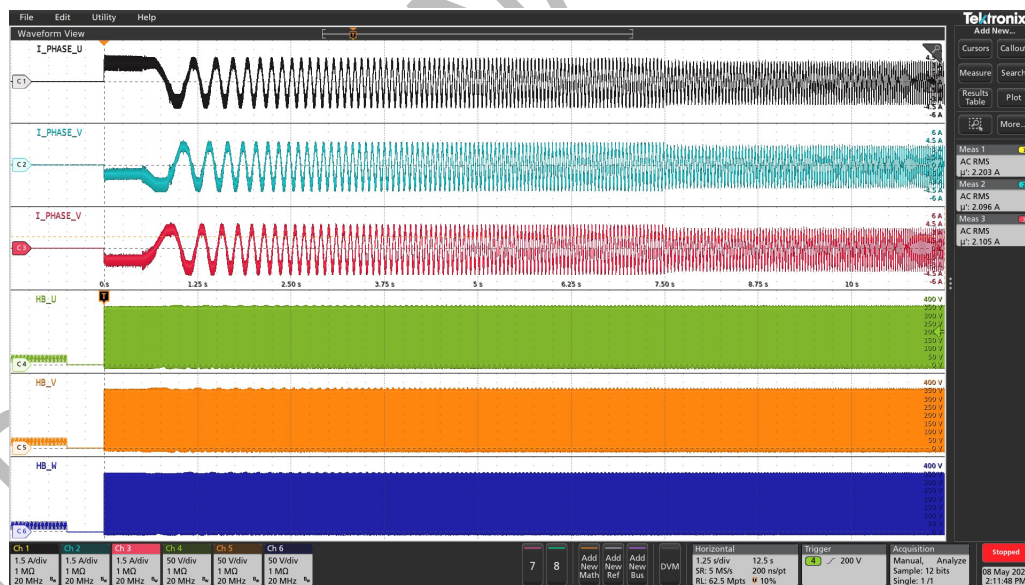 File Edit Utility Help
Tektronix
Waveform View
Add New...
Cursors Callout
Measure Search
Results Table Plot
More...
I_PHASE_U
C1
-4.5 A
-6 A
I_PHASE_V
6 A
4.5 A
C2
-4.5 A
-6 A
I_PHASE_V
6 A
4.5 A
C3
-4.5 A
-6 A
0 s 1.25 s 2.50 s 3.75 s 5 s 6.25 s 7.50 s 8.75 s 10 s
T
HB_U
400 V
350 V
300 V
250 V
150 V
100 V
50 V
C4
HB_V
400 V
350 V
300 V
250 V
200 V
150 V
100 V
50 V
C5
HB_W
400 V
C6
Meas 1
AC RMS
µ': 2.203 A
Meas 2
AC RMS
µ': 2.096 A
Meas 3
AC RMS
µ': 2.105 A
Ch 1
1.5 A/div
1 MΩ
20 MHz
Ch 2
1.5 A/div
1 MΩ
20 MHz
Ch 3
1.5 A/div
1 MΩ
20 MHz
Ch 4
50 V/div
1 MΩ
20 MHz
Ch 5
50 V/div
1 MΩ
20 MHz
Ch 6
50 V/div
1 MΩ
20 MHz
7
8
Add New Math
Add New Ref
Add New Bus
DVM
Horizontal
1.25 s/div 12.5 s
SR: 5 MS/s 200 ns/pt
RL: 62.5 Mpts 10%
Trigger
4 200 V
Acquisition
Manual, Analyze
Sample: 12 bits
Single: 1/1
Stopped
08 May 202
2:11:48